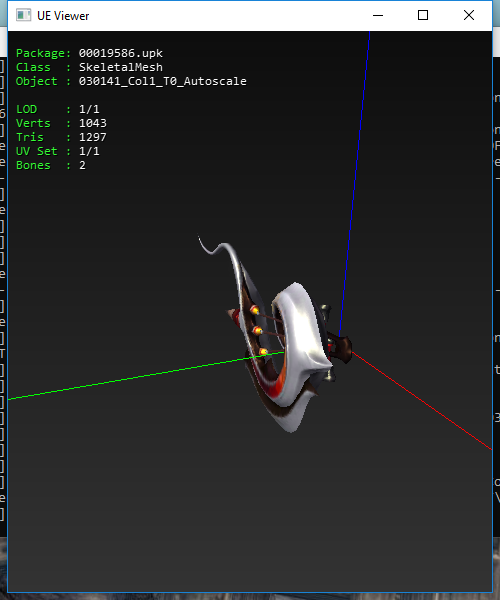 UE Viewer
Package: 00019586.upk
Class : SkeletalMesh
Object : 030141_Col1_T0_Autoscale
LOD : 1/1
Verts : 1043
Tris : 1297
UV Set : 1/1
Bones : 2